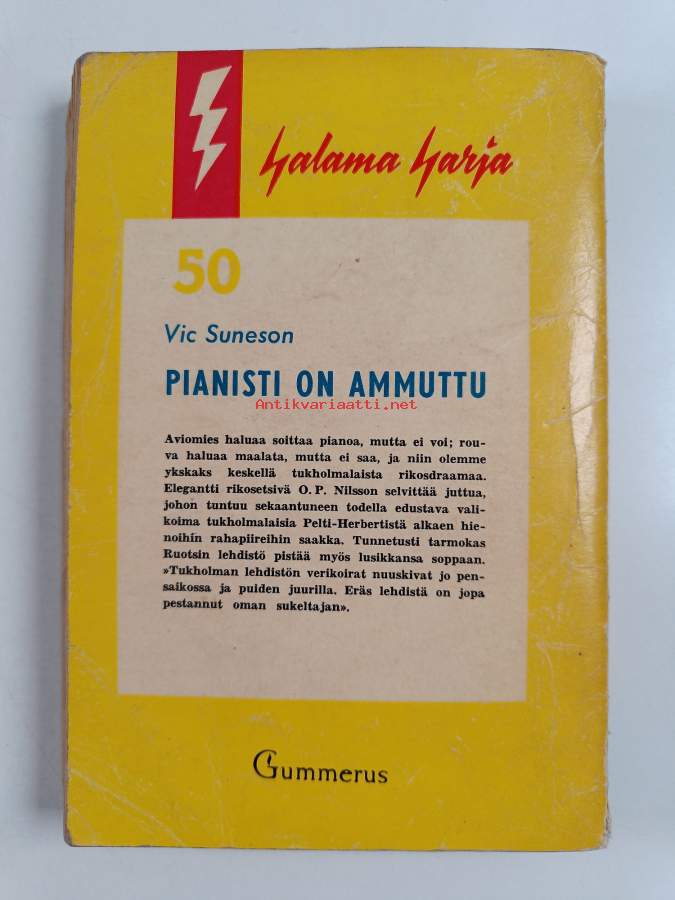 Salama Sarja
50
Vic Suneson
PIANISTI ON AMMUTTU
Antikvariaatti.net
Aviomies haluaa soittaa pianoa, mutta ei voi; rou-
va haluaa maalata, mutta ei saa, ja niin olemme
ykskaks keskellä tukholmalaista rikosdraamaa.
Elegantti rikosetsivä O. P. Nilsson selvittää juttua,
johon tuntuu sekaantuneen todella edustava vali-
koima tukholmalaisia Pelti-Herbertistä alkaen hie-
noihin rahapiireihin saakka. Tunnetusti tarmokas
Ruotsin lehdistö pistää myös lusikkansa soppaan.
»Tukholman lehdistön verikoirat nuuskivat jo pen-
saikossa ja puiden juurilla. Eräs lehdistä on jopa
pestannut oman sukeltajan».
Gummerus